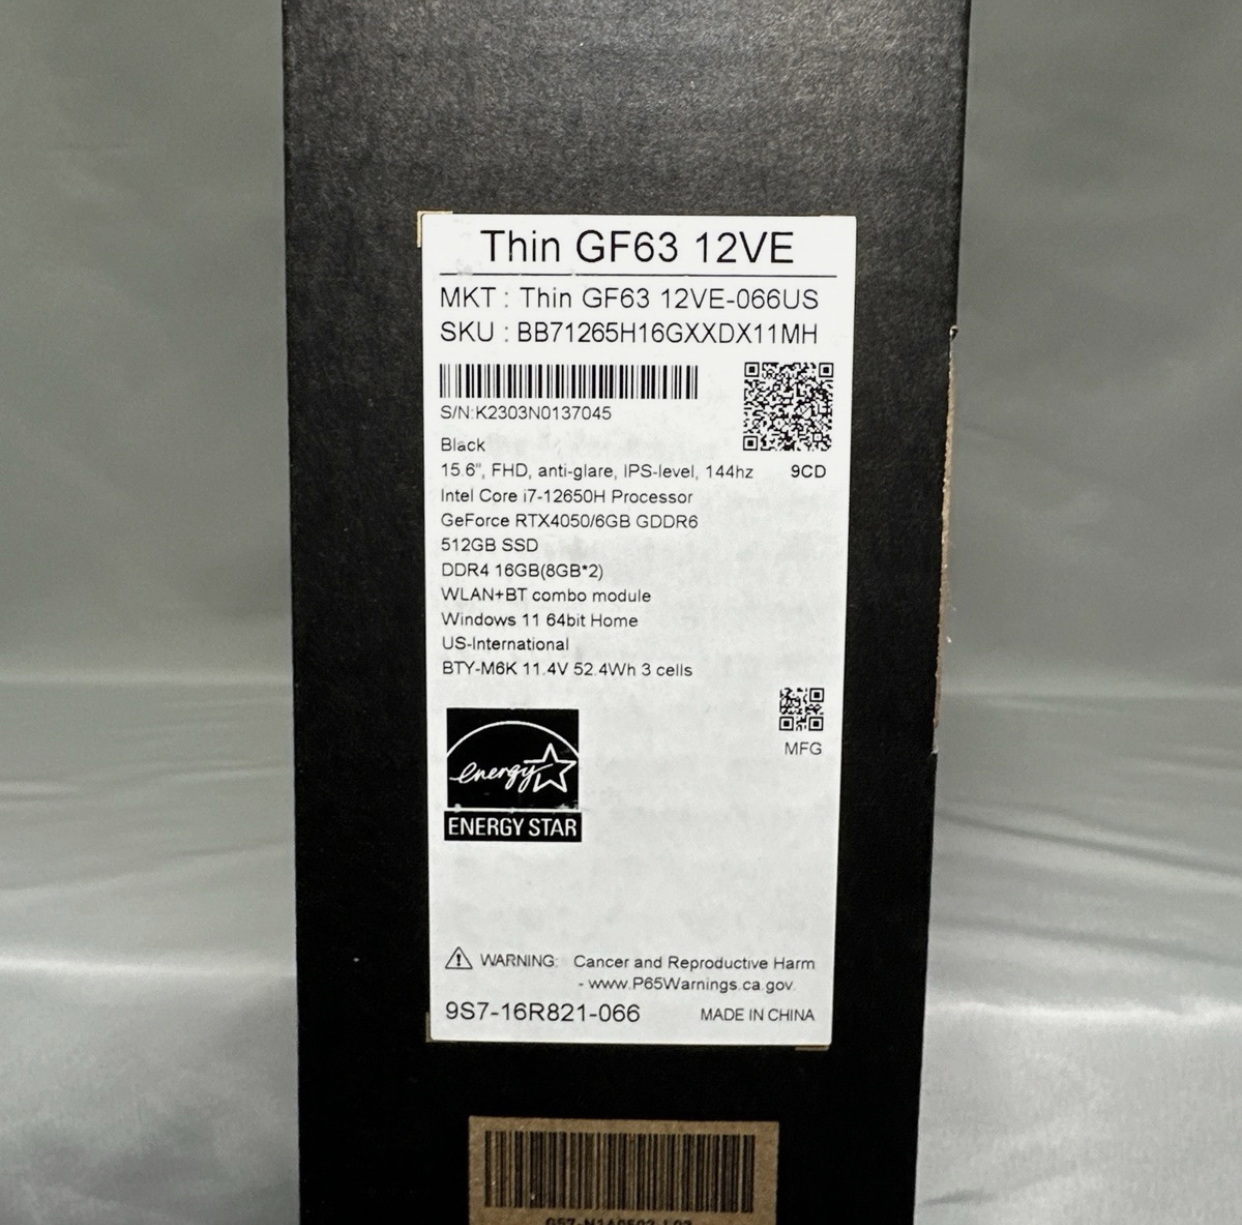 Thin GF63 12VE
MKT : Thin GF63 12VE-066US
SKU : BB71265H16GXXDX11MH
S/N:K2303N0137045
Black
15.6", FHD, anti-glare, IPS-level, 144hz 9CD
Intel Core i7-12650H Processor
GeForce RTX4050/6GB GDDR6
512GB SSD
DDR4 16GB(8GB*2)
WLAN+BT combo module
Windows 11 64bit Home
US-International
BTY-M6K 11.4V 52.4Wh 3 cells
MFG
energy
ENERGY STAR
WARNING: Cancer and Reproductive Harm
- www.P65Warnings.ca.gov.
9S7-16R821-066 MADE IN CHINA